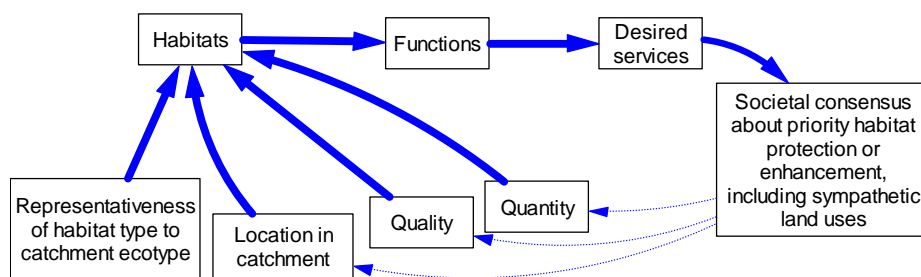 Habitats
Functions
Desired
services
Societal consensus
about priority habitat
protection or
enhancement,
including sympathetic
land uses
Representativeness
of habitat type to
catchment ecotype
Location in
catchment
Quality
Quantity